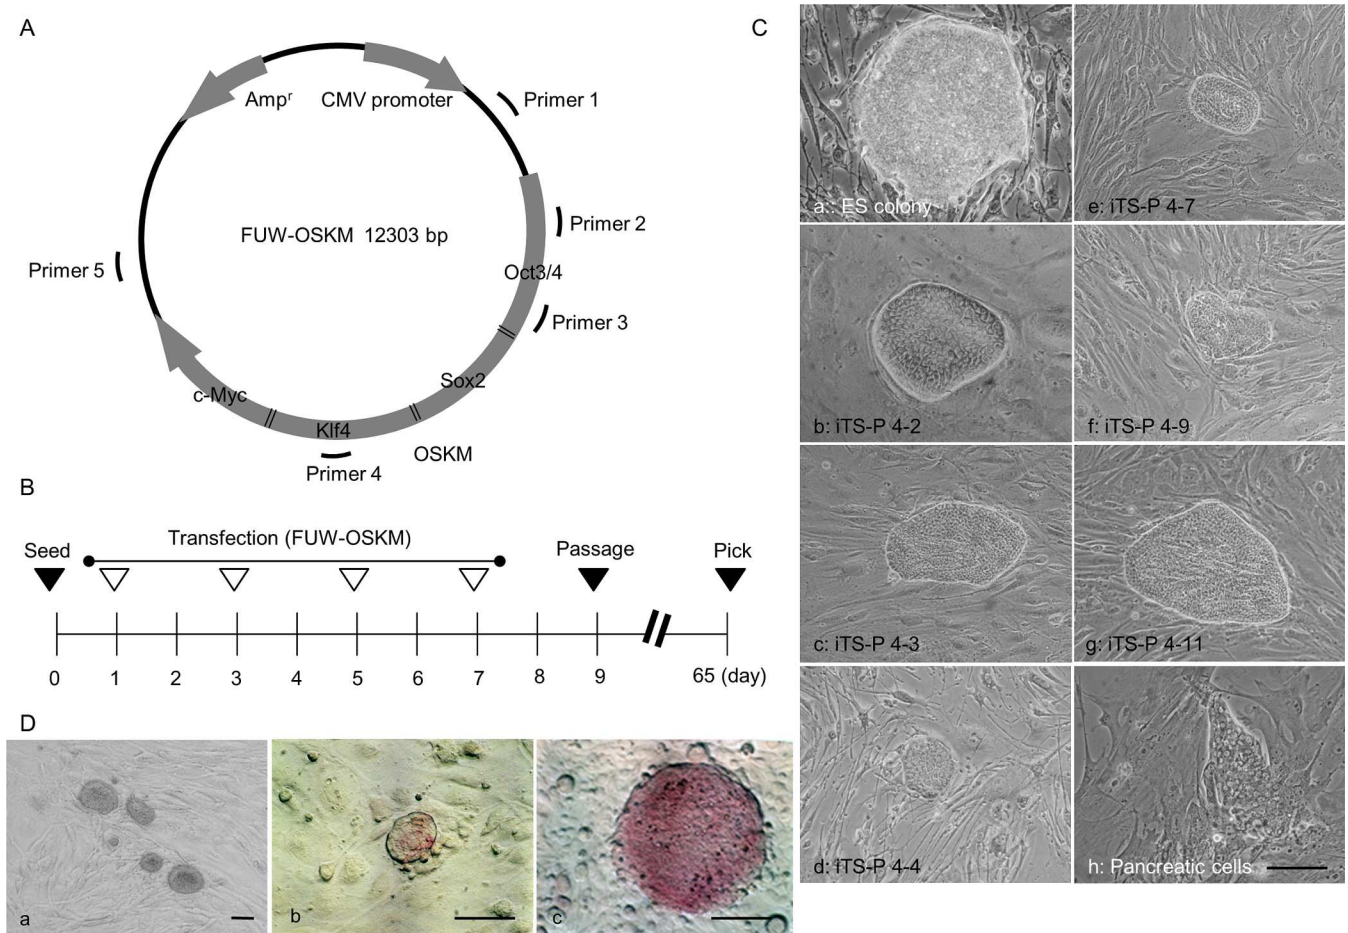 A
Ampʳ
CMV promoter
Primer 1
Primer 2
FUW-OSKM 12303 bp
Oct3/4
Primer 5
Primer 3
Sox2
c-Myc
Klf4
OSKM
Primer 4
B
Seed
Transfection (FUW-OSKM)
Passage
Pick
0 1 2 3 4 5 6 7 8 9 65 (day)
C
a:: ES colony
e: iTS-P 4-7
b: iTS-P 4-2
f: iTS-P 4-9
c: iTS-P 4-3
g: iTS-P 4-11
d: iTS-P 4-4
h: Pancreatic cells
D
a
b
c